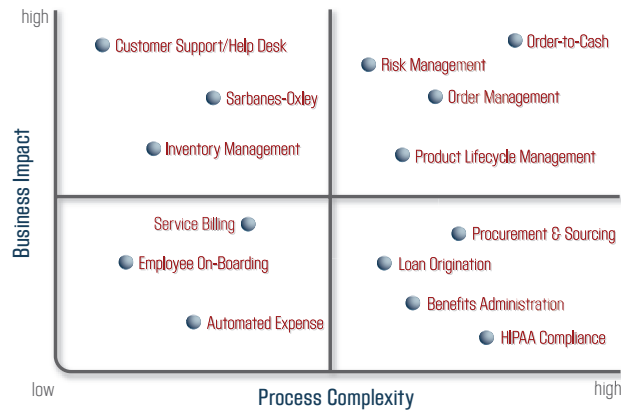 high
Customer Support/Help Desk
Order-to-Cash
Risk Management
Sarbanes-Oxley
Order Management
Inventory Management
Product Lifecycle Management
Business Impact
Service Billing
Procurement & Sourcing
Employee On-Boarding
Loan Origination
Benefits Administration
Automated Expense
HIPAA Compliance
low
Process Complexity
high